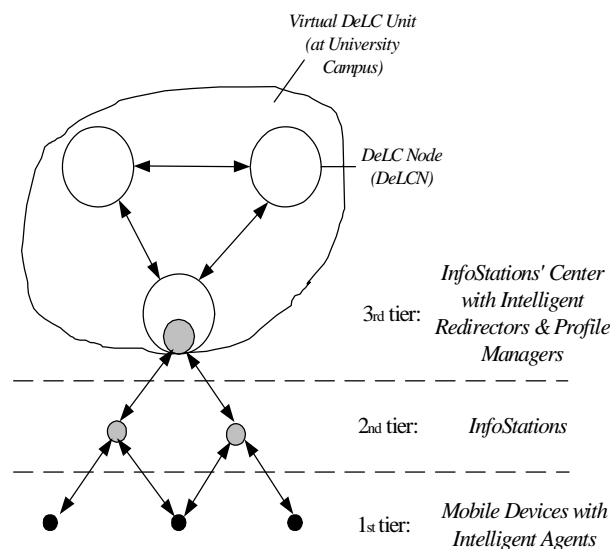 Virtual DeLC Unit
(at University
Campus)
DeLC Node
(DeLCN)
3rd tier:
InfoStations' Center
with Intelligent
Redirectors & Profile
Managers
2nd tier:
InfoStations
1st tier:
Mobile Devices with
Intelligent Agents